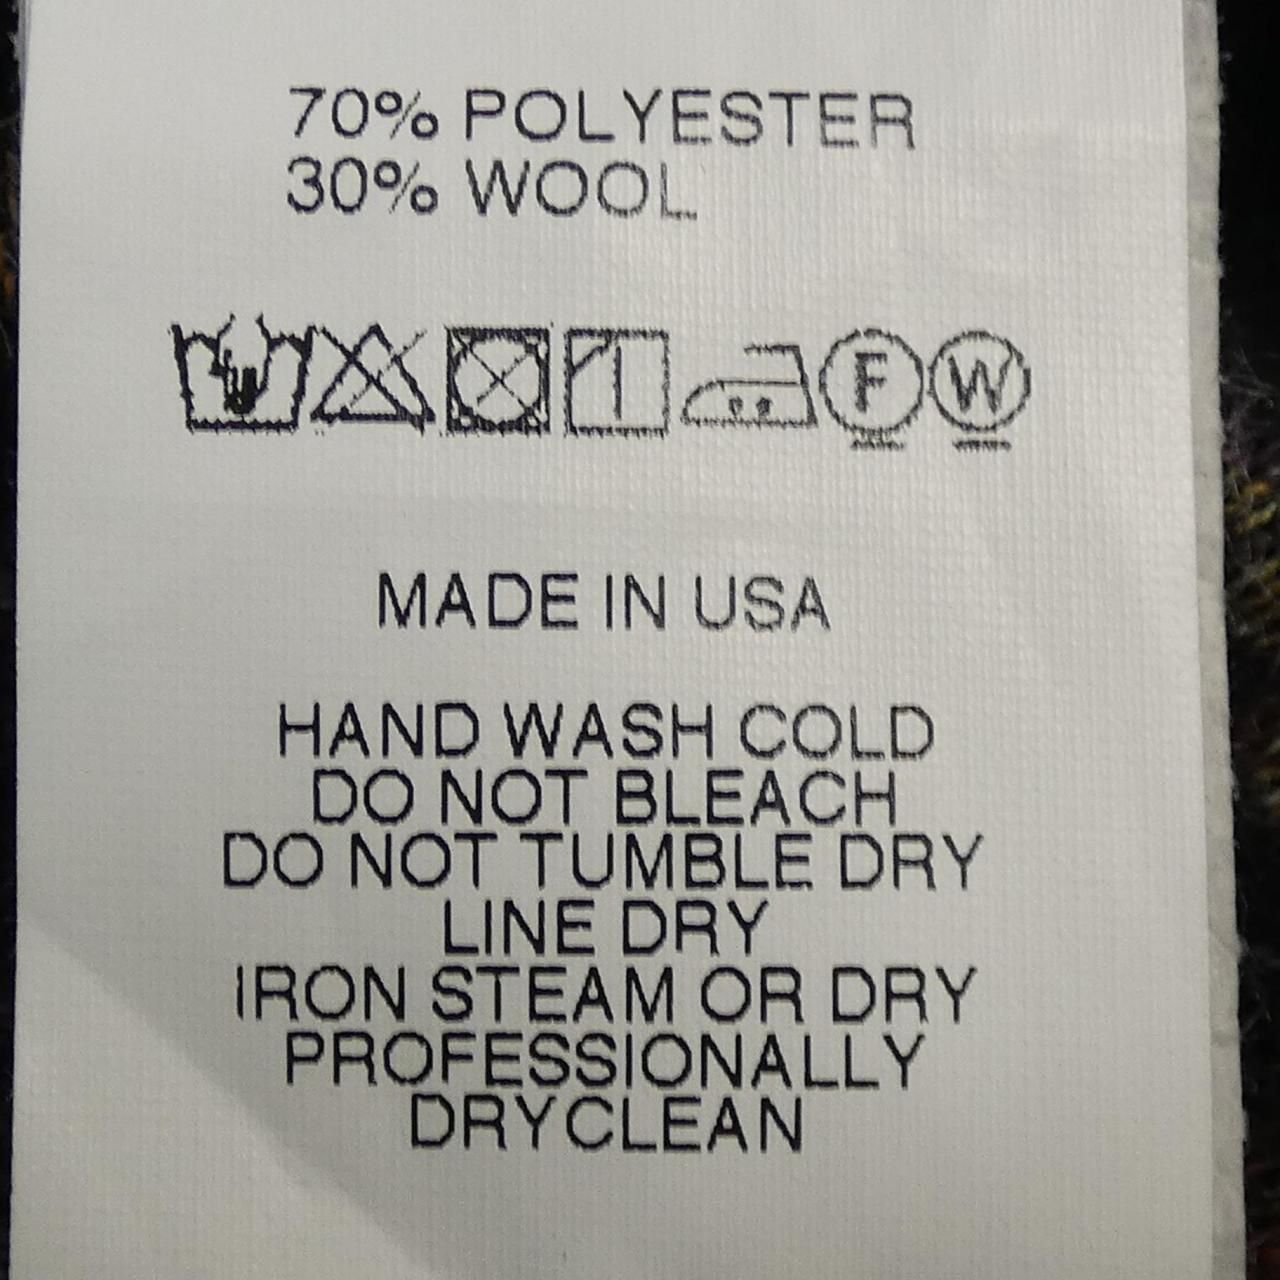 70% POLYESTER
30% WOOL
F W
MADE IN USA
HAND WASH COLD
DO NOT BLEACH
DO NOT TUMBLE DRY
LINE DRY
IRON STEAM OR DRY
PROFESSIONALLY
DRYCLEAN